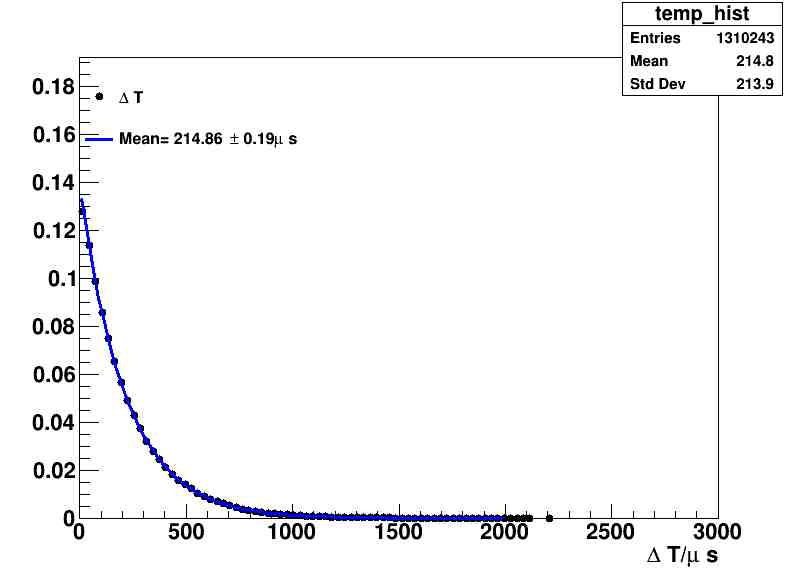 temp_hist
Entries 1310243
Mean 214.8
Std Dev 213.9
Δ T
Mean= 214.86 ± 0.19μ s
0.18
0.16
0.14
0.12
0.1
0.08
0.06
0.04
0.02
0
0 500 1000 1500 2000 2500 3000
Δ T/μ s